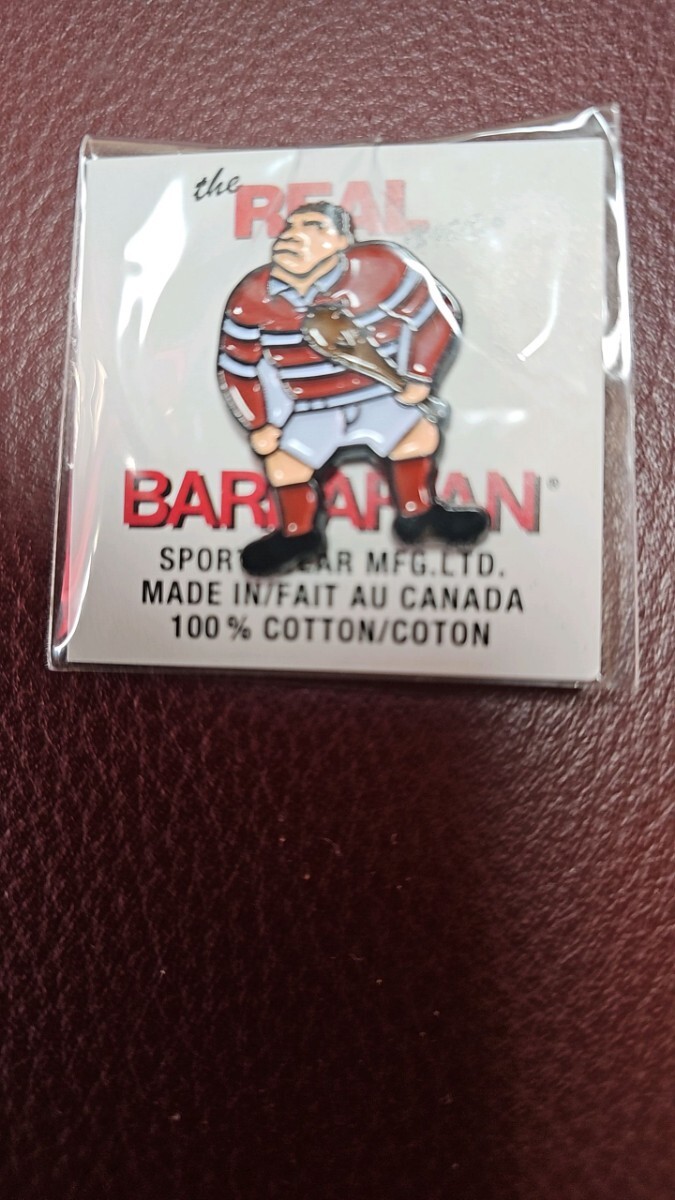 the
REAL
BARBARIAN®
SPORTSWEAR MFG.LTD.
MADE IN/FAIT AU CANADA
100% COTTON/COTON